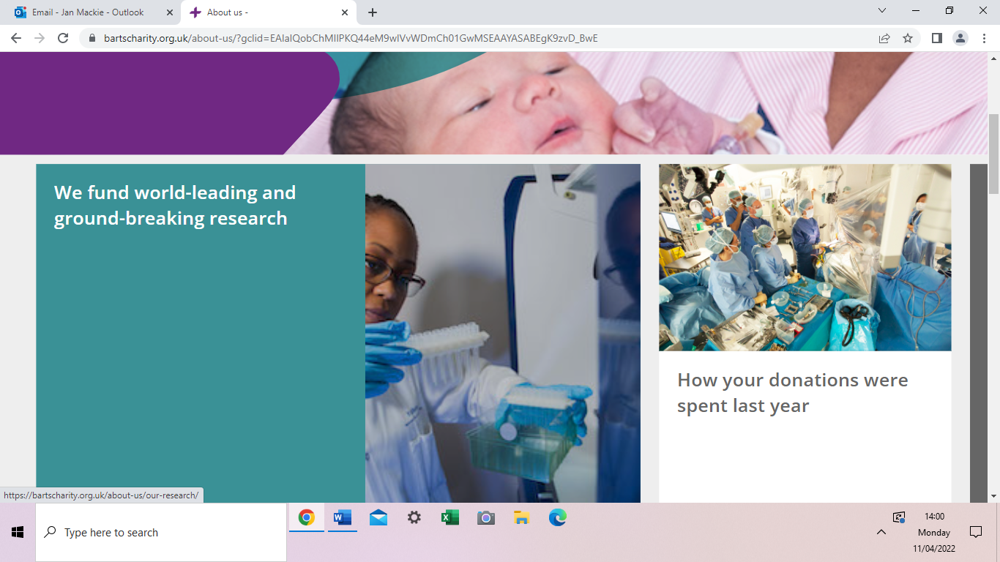 Email - Jan Mackie - Outlook
About us -
bartscharity.org.uk/about-us/?gclid=EAIaIQobChMIIPKQ44eM9wIVvWDmCh01GwMSEAAYASABEgK9zvD_BwE
We fund world-leading and
ground-breaking research
How your donations were
spent last year
https://bartscharity.org.uk/about-us/our-research/
Type here to search
14:00
Monday
11/04/2022